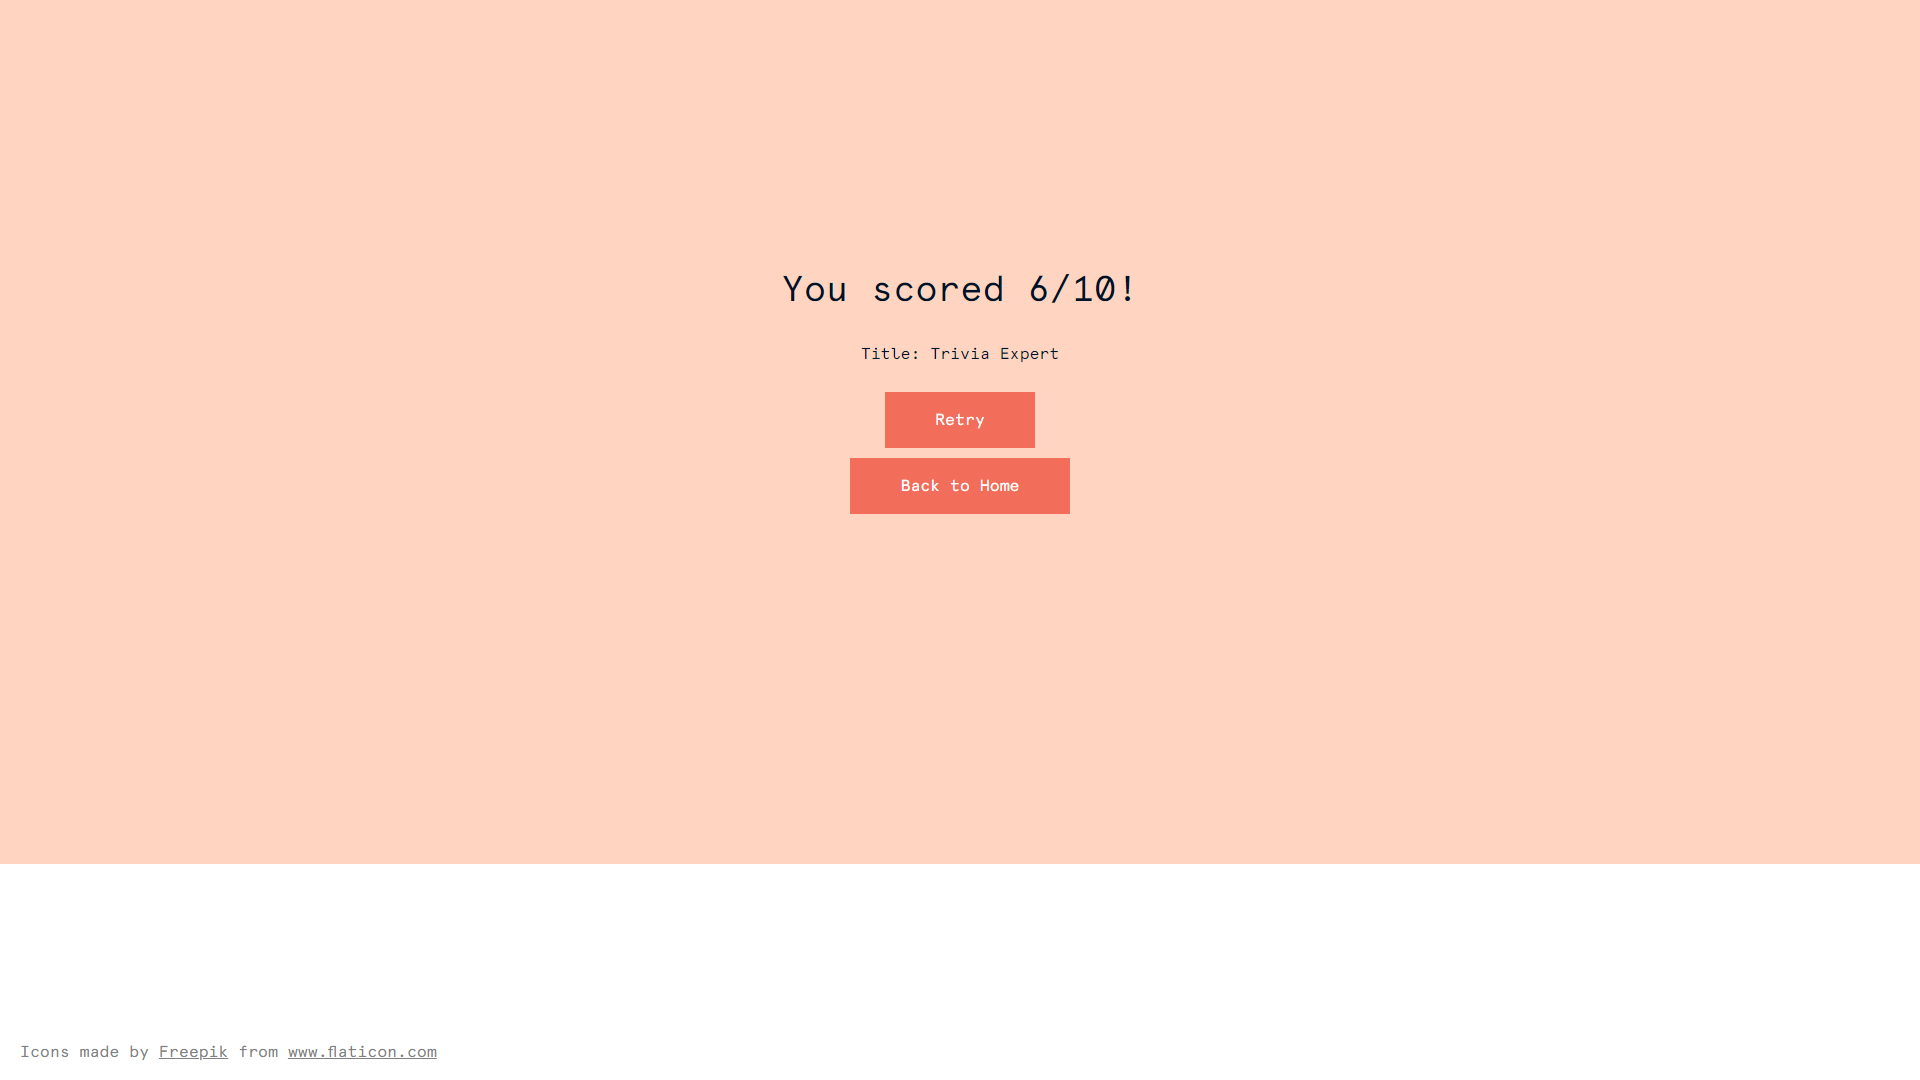 You scored 6/10!
Title: Trivia Expert
Retry
Back to Home
Icons made by Freepik from www.flaticon.com